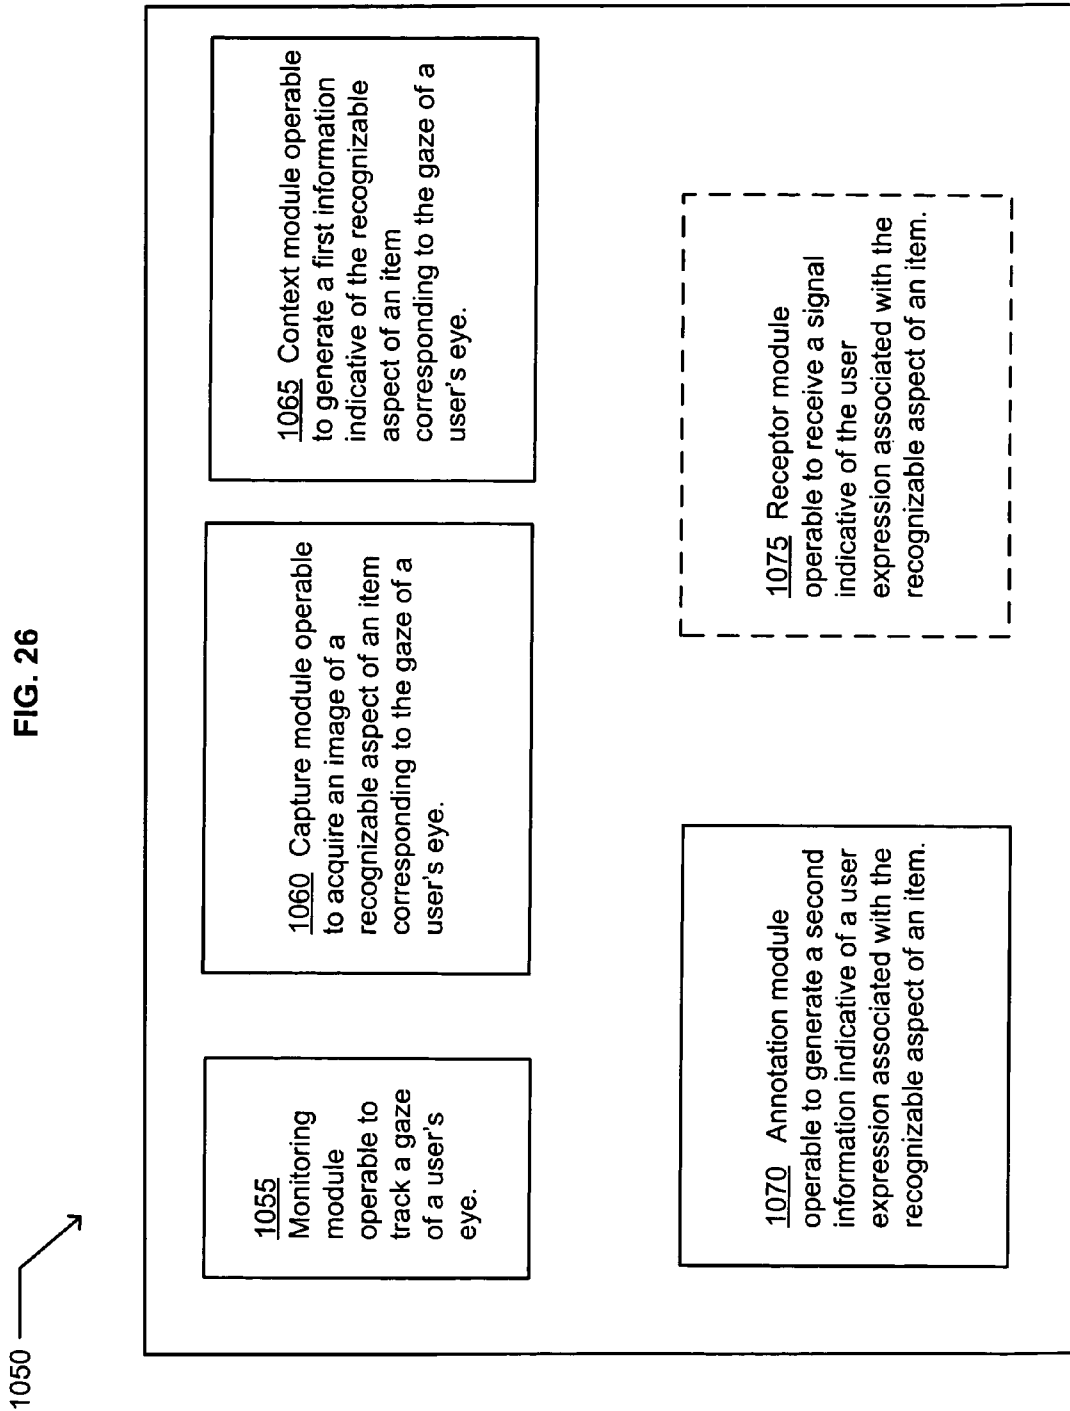 FIG. 26
1050
1055
Monitoring
module
operable to
track a gaze
of a user's
eye.
1060 Capture module operable
to acquire an image of a
recognizable aspect of an item
corresponding to the gaze of a
user's eye.
1065 Context module operable
to generate a first information
indicative of the recognizable
aspect of an item
corresponding to the gaze of a
user's eye.
1070 Annotation module
operable to generate a second
information indicative of a user
expression associated with the
recognizable aspect of an item.
1075 Receptor module
operable to receive a signal
indicative of the user
expression associated with the
recognizable aspect of an item.